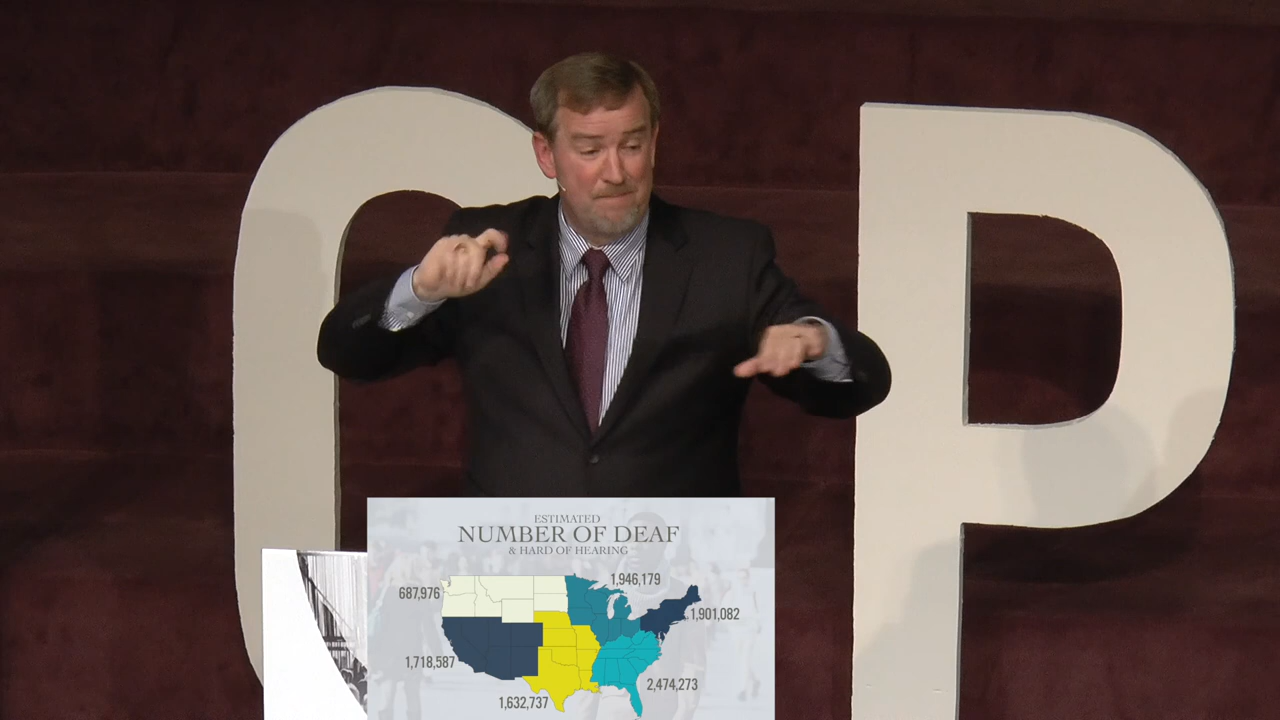 C P
ESTIMATED
NUMBER OF DEAF
& HARD OF HEARING
687,976
1,946,179
1,901,082
1,718,587
2,474,273
1,632,737